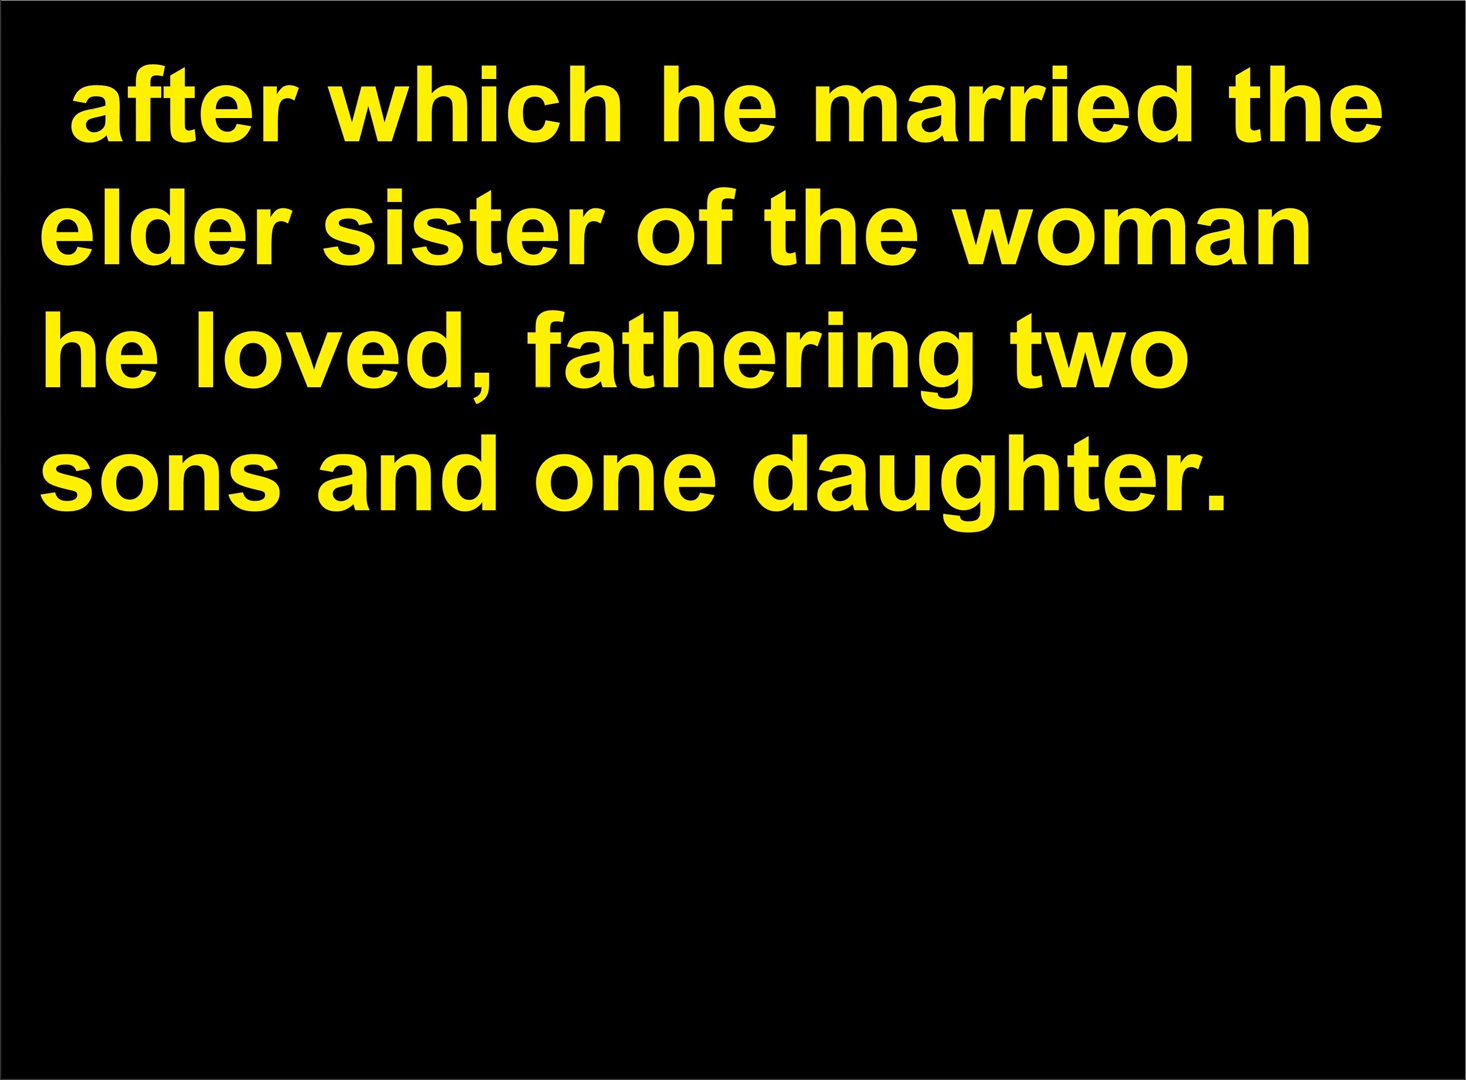 after which he married the
elder sister of the woman
he loved, fathering two
sons and one daughter.